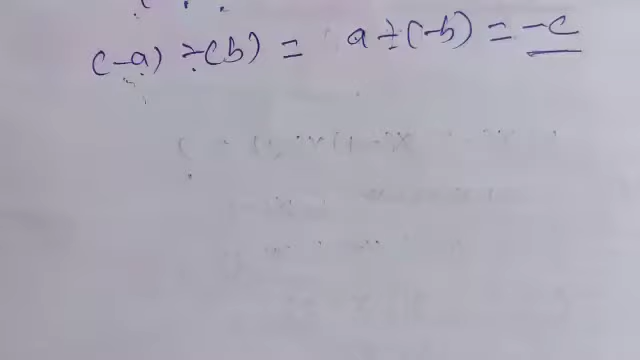 (-a) ÷(b) = a ÷(-b) = -c